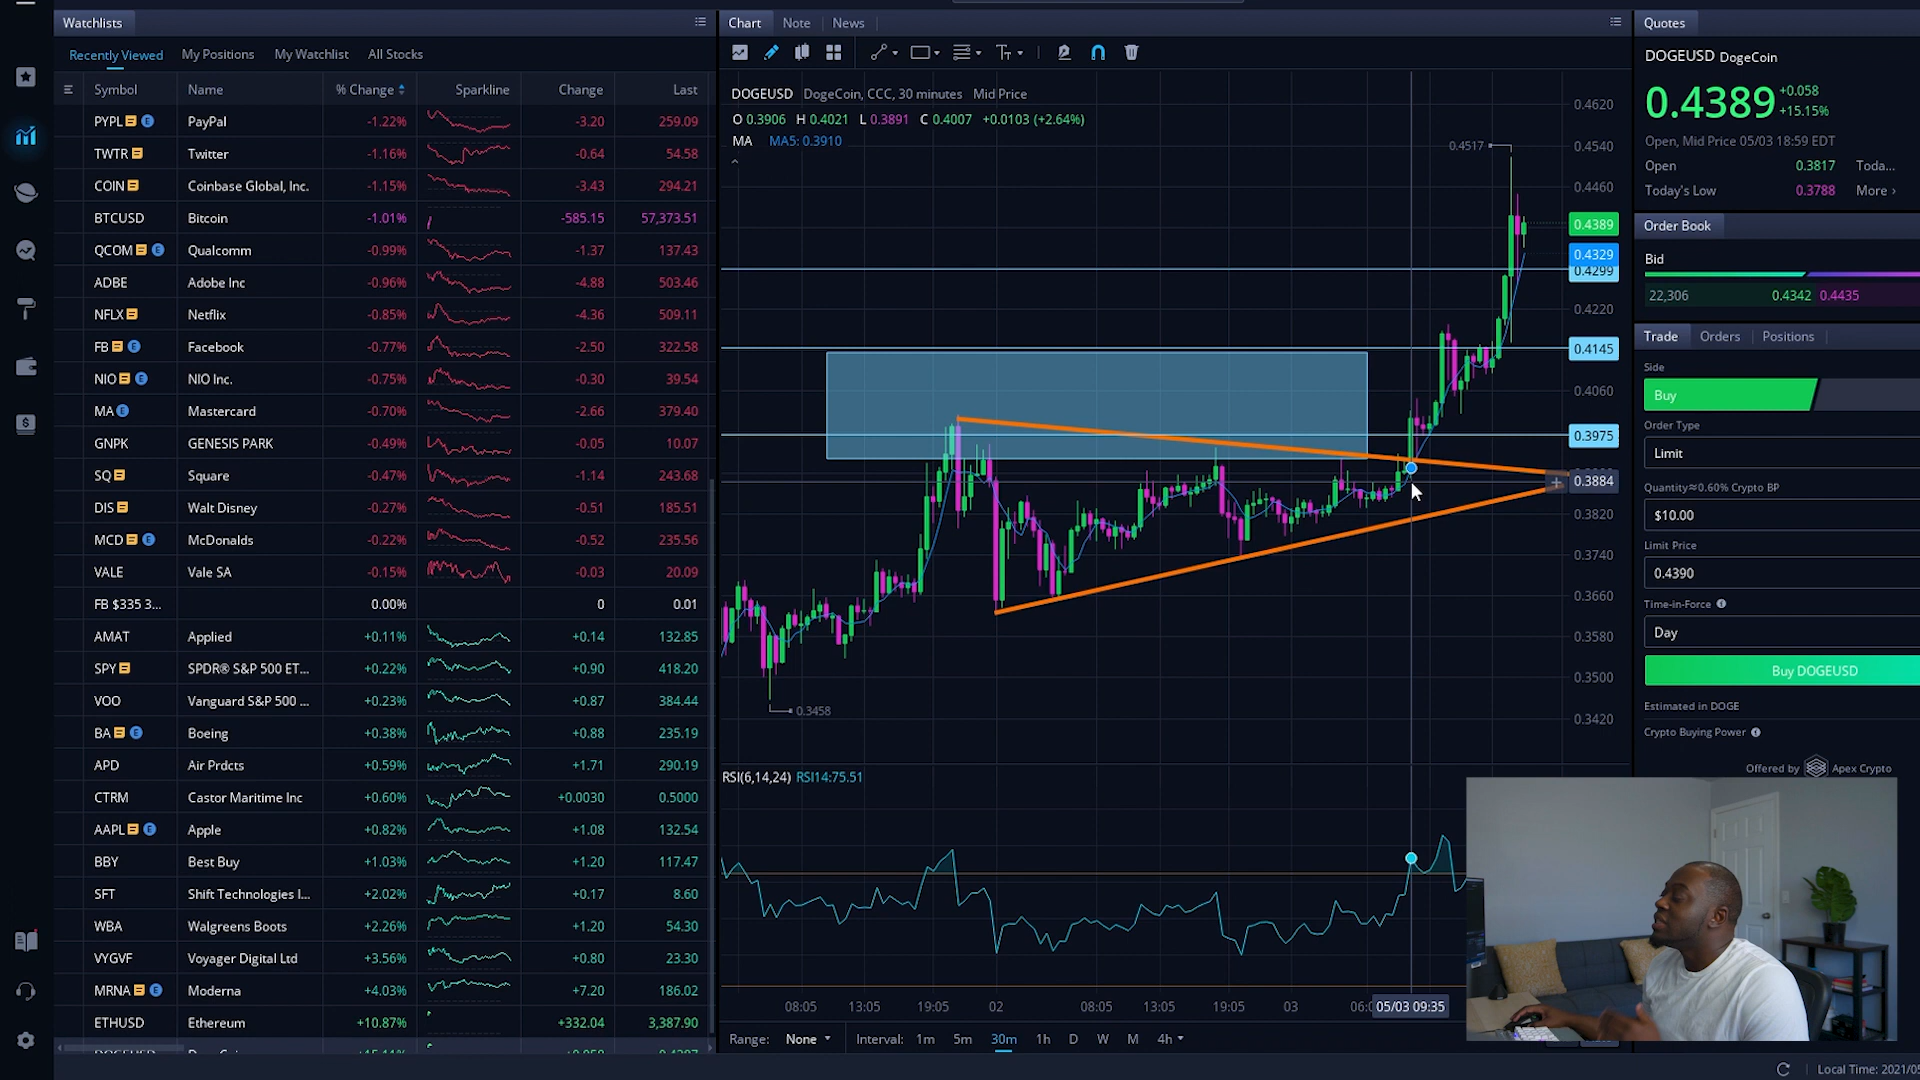 Watchlists
Recently Viewed My Positions My Watchlist All Stocks
Symbol Name % Change Sparkline Change Last
PYPL E PayPal -1.22% -3.20 259.09
TWTR Twitter -1.16% -0.64 54.58
COIN Coinbase Global, Inc. -1.15% -3.43 294.21
BTCUSD Bitcoin -1.01% -585.15 57,373.51
QCOM E Qualcomm -0.99% -1.37 137.43
ADBE Adobe Inc -0.96% -4.88 503.46
NFLX Netflix -0.85% -4.36 509.11
FB E Facebook -0.77% -2.50 322.58
NIO E NIO Inc. -0.75% -0.30 39.54
MA E Mastercard -0.70% -2.66 379.40
GNPK GENESIS PARK -0.49% -0.05 10.07
SQ Square -0.47% -1.14 243.68
DIS Walt Disney -0.27% -0.51 185.51
MCD E McDonalds -0.22% -0.52 235.56
VALE Vale SA -0.15% -0.03 20.09
FB $335 3... 0.00% 0 0.01
AMAT Applied +0.11% +0.14 132.85
SPY SPDR® S&P 500 ET... +0.22% +0.90 418.20
VOO Vanguard S&P 500 ... +0.23% +0.87 384.44
BA E Boeing +0.38% +0.88 235.19
APD Air Prdcts +0.59% +1.71 290.19
CTRM Castor Maritime Inc +0.60% +0.0030 0.5000
AAPL E Apple +0.82% +1.08 132.54
BBY Best Buy +1.03% +1.20 117.47
SFT Shift Technologies I... +2.02% +0.17 8.60
WBA Walgreens Boots +2.26% +1.20 54.30
VYGVF Voyager Digital Ltd +3.56% +0.80 23.30
MRNA E Moderna +4.03% +7.20 186.02
ETHUSD Ethereum +10.87% +332.04 3,387.90
Chart Note News
DOGEUSD DogeCoin, CCC, 30 minutes Mid Price
O 0.3906 H 0.4021 L 0.3891 C 0.4007 +0.0103 (+2.64%)
MA MA5: 0.3910
0.4517
0.3458
0.4620
0.4540
0.4460
0.4389
0.4329
0.4299
0.4220
0.4145
0.4060
0.3975
0.3884
0.3820
0.3740
0.3660
0.3580
0.3500
0.3420
RSI(6,14,24) RSI14:75.51
08:05 13:05 19:05 02 08:05 13:05 19:05 03 05/03 09:35
Range: None Interval: 1m 5m 30m 1h D W M 4h
Quotes
DOGEUSD DogeCoin
0.4389 +0.058
+15.15%
Open, Mid Price 05/03 18:59 EDT
Open 0.3817 Toda...
Today's Low 0.3788 More ›
Order Book
Bid
22,306 0.4342 0.4435
Trade Orders Positions
Side
Buy
Order Type
Limit
Quantity≈0.60% Crypto BP
$10.00
Limit Price
0.4390
Time-in-Force
Day
Buy DOGEUSD
Estimated in DOGE
Crypto Buying Power
Offered by Apex Crypto
Local Time: 2021/05